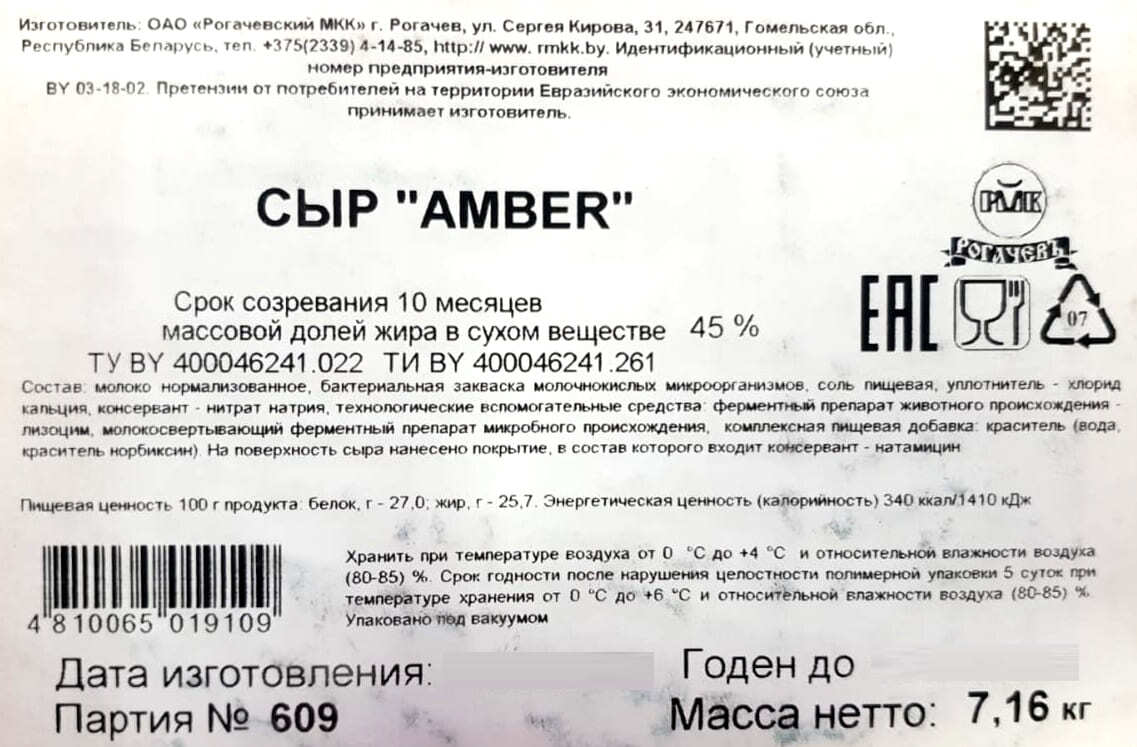 Изготовитель: ОАО «Рогачевский МКК» г. Рогачев, ул. Сергея Кирова, 31, 247671, Гомельская обл.,
Республика Беларусь, тел. +375(2339) 4-14-85, http:// www. rmkk.by. Идентификационный (учетный)
номер предприятия-изготовителя
BY 03-18-02. Претензии от потребителей на территории Евразийского экономического союза
принимает изготовитель.
СЫР "AMBER"
РМКК
РОГАЧЕВЪ
Срок созревания 10 месяцев
массовой долей жира в сухом веществе 45 %
EAC
07
ТУ BY 400046241.022 ТИ BY 400046241.261
Состав: молоко нормализованное, бактериальная закваска молочнокислых микроорганизмов, соль пищевая, уплотнитель - хлорид
кальция, консервант - нитрат натрия, технологические вспомогательные средства: ферментный препарат животного происхождения -
лизоцим, молокосвертывающий ферментный препарат микробного происхождения, комплексная пищевая добавка: краситель (вода,
краситель норбиксин). На поверхность сыра нанесено покрытие, в состав которого входит консервант - натамицин
Пищевая ценность 100 г продукта: белок, г - 27,0; жир, г - 25,7. Энергетическая ценность (калорийность) 340 ккал/1410 кДж
Хранить при температуре воздуха от 0 °С до +4 °С и относительной влажности воздуха
(80-85) %. Срок годности после нарушения целостности полимерной упаковки 5 суток при
температуре хранения от 0 °С до +6 °С и относительной влажности воздуха (80-85) %.
Упаковано под вакуумом
4 810065 019109
Дата изготовления:
Годен до
Партия № 609
Масса нетто: 7,16 кг